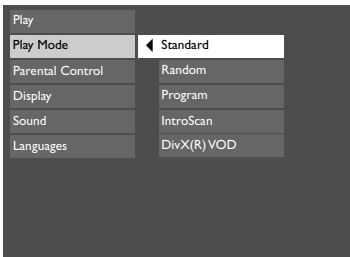 Play
Play Mode
Standard
Parental Control
Random
Display
Program
Sound
IntroScan
Languages
DivX(R) VOD